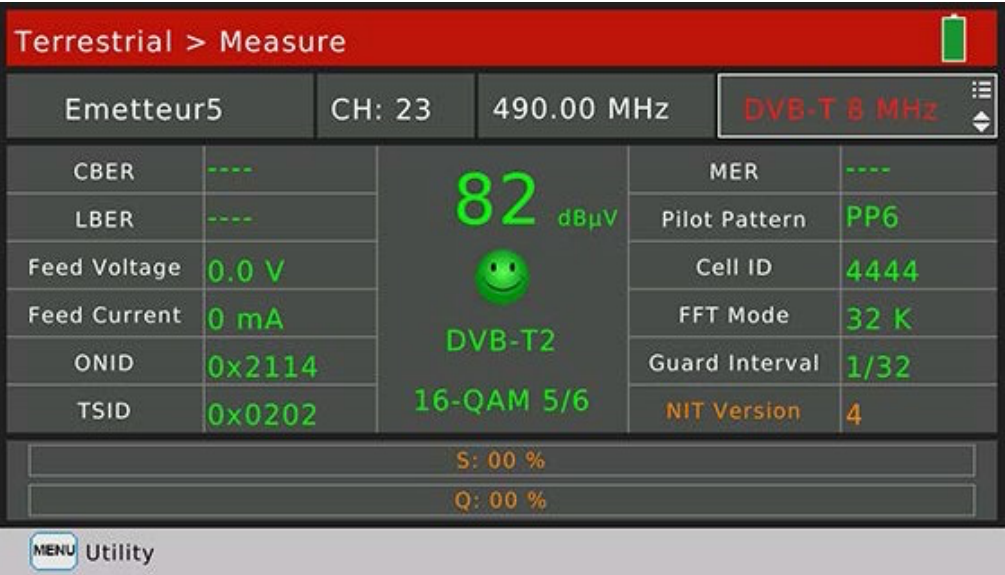 Terrestrial > Measure
Emetteur5 CH: 23 490.00 MHz DVB-T 8 MHz
CBER ---- 82 dBµV MER ----
LBER ---- Pilot Pattern PP6
Feed Voltage 0.0 V Cell ID 4444
Feed Current 0 mA DVB-T2 FFT Mode 32 K
ONID 0x2114 Guard Interval 1/32
TSID 0x0202 16-QAM 5/6 NIT Version 4
S: 00 %
Q: 00 %
MENU Utility